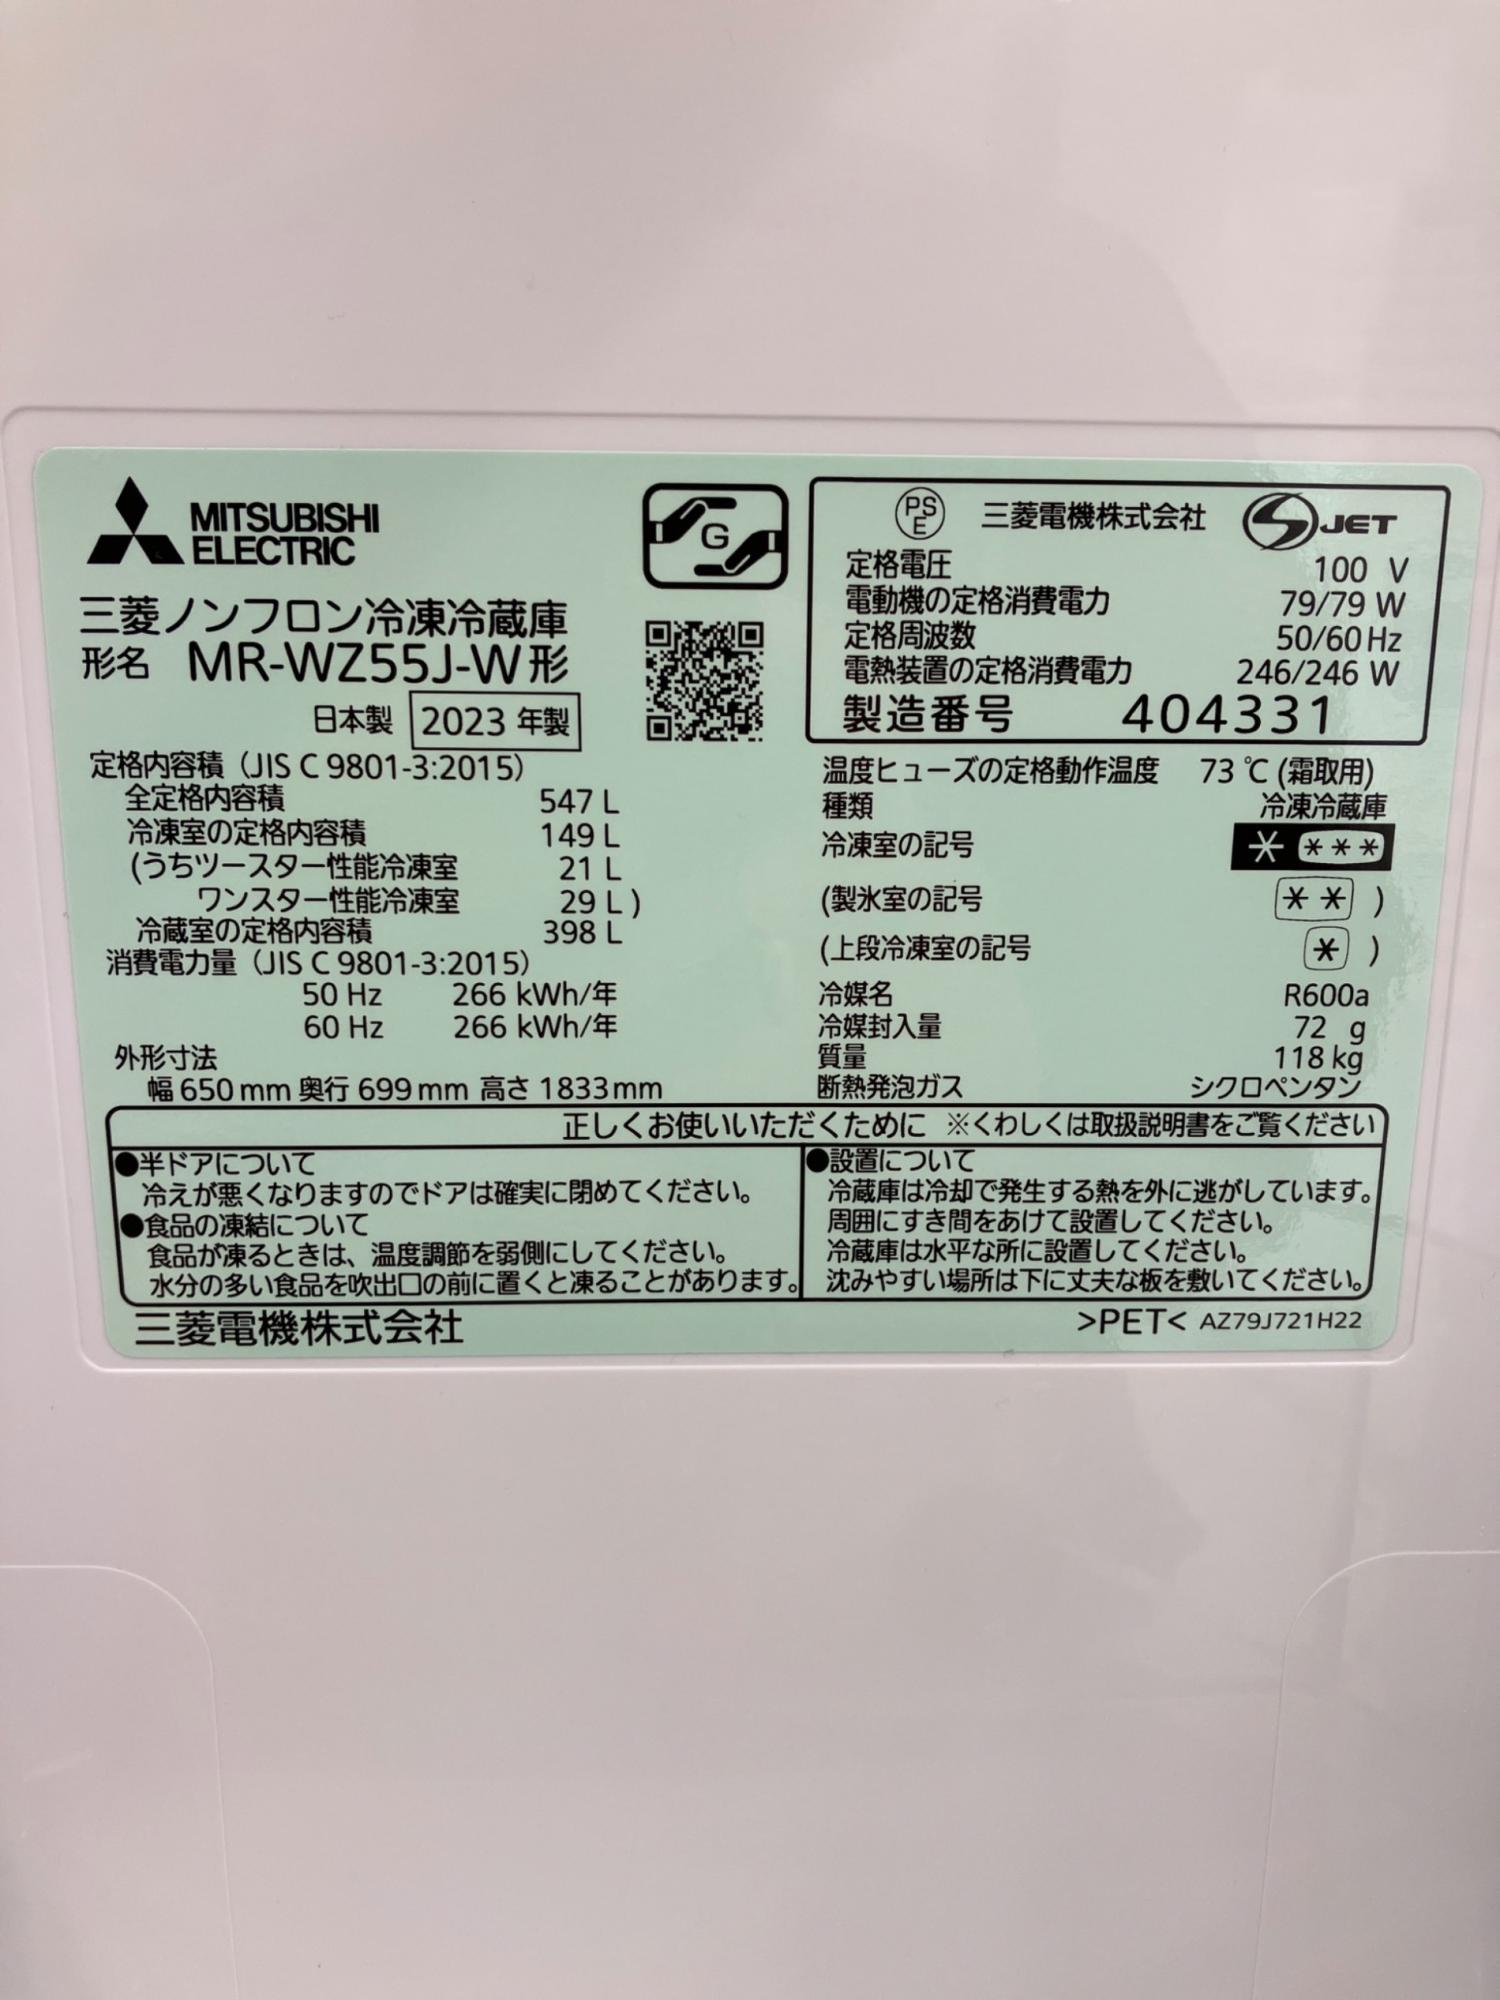 MITSUBISHI
ELECTRIC
G
三菱ノンフロン冷凍冷蔵庫
形名 MR-WZ55J-W形
日本製 2023 年製
定格内容積（JIS C 9801-3:2015）
全定格内容積 547 L
冷凍室の定格内容積 149 L
(うちツースター性能冷凍室 21 L
ワンスター性能冷凍室 29 L )
冷蔵室の定格内容積 398 L
消費電力量（JIS C 9801-3:2015）
50 Hz 266 kWh/年
60 Hz 266 kWh/年
外形寸法
幅 650 mm 奥行 699 mm 高さ 1833 mm
PS E 三菱電機株式会社 S JET
定格電圧 100 V
電動機の定格消費電力 79/79 W
定格周波数 50/60 Hz
電熱装置の定格消費電力 246/246 W
製造番号 404331
温度ヒューズの定格動作温度 73 ℃ (霜取用)
種類 冷凍冷蔵庫
冷凍室の記号 * ***
(製氷室の記号 ** )
(上段冷凍室の記号 * )
冷媒名 R600a
冷媒封入量 72 g
質量 118 kg
断熱発泡ガス シクロペンタン
正しくお使いいただくために ※くわしくは取扱説明書をご覧ください
●半ドアについて
冷えが悪くなりますのでドアは確実に閉めてください。
●食品の凍結について
食品が凍るときは、温度調節を弱側にしてください。
水分の多い食品を吹出口の前に置くと凍ることがあります。
●設置について
冷蔵庫は冷却で発生する熱を外に逃がしています。
周囲にすき間をあけて設置してください。
冷蔵庫は水平な所に設置してください。
沈みやすい場所は下に丈夫な板を敷いてください。
三菱電機株式会社
>PET< AZ79J721H22